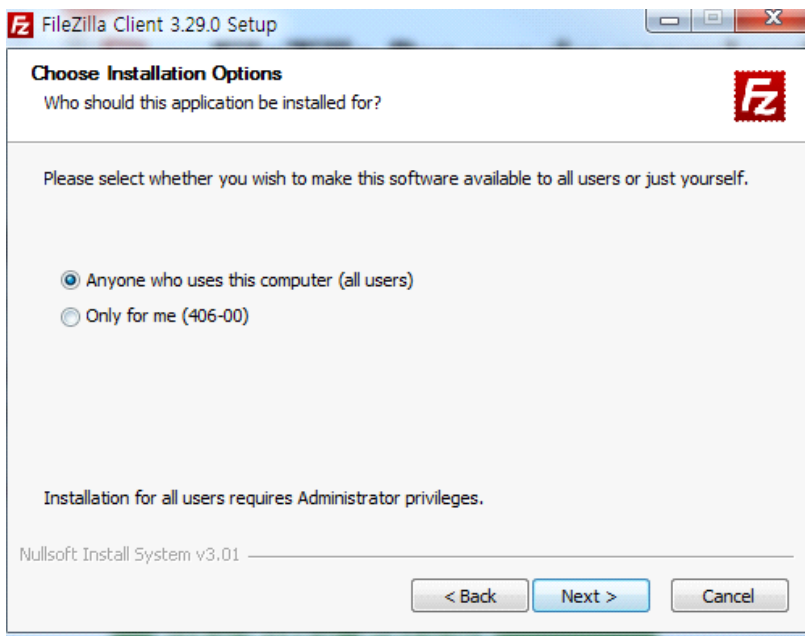 FileZilla Client 3.29.0 Setup
Choose Installation Options
Who should this application be installed for?
Fz
Please select whether you wish to make this software available to all users or just yourself.
Anyone who uses this computer (all users)
Only for me (406-00)
Installation for all users requires Administrator privileges.
Nullsoft Install System v3.01
< Back
Next >
Cancel